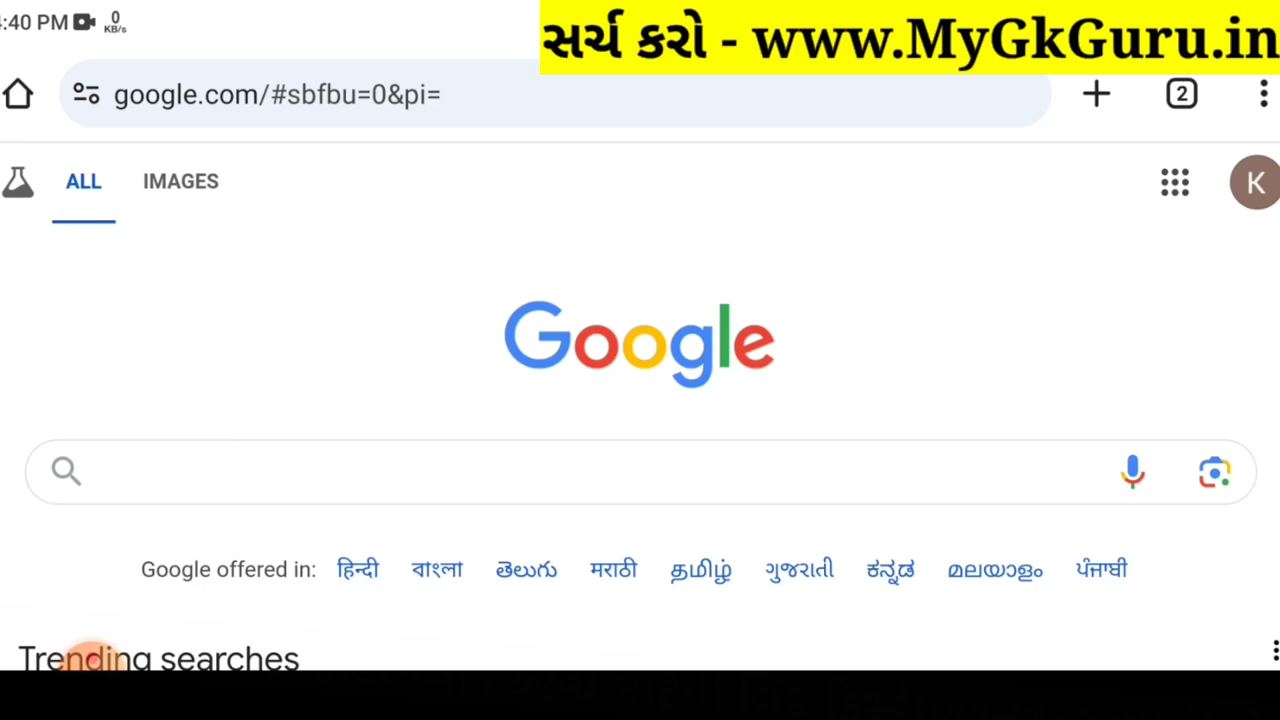 :40 PM 0 KB/s
સર્ચ કરો - www.MyGkGuru.in
google.com/#sbfbu=0&pi=
2
ALL IMAGES
K
Google
Google offered in: हिन्दी বাংলা తెలుగు मराठी தமிழ் ગુજરાતી ಕನ್ನಡ മലയാളം ਪੰਜਾਬੀ
Trending searches